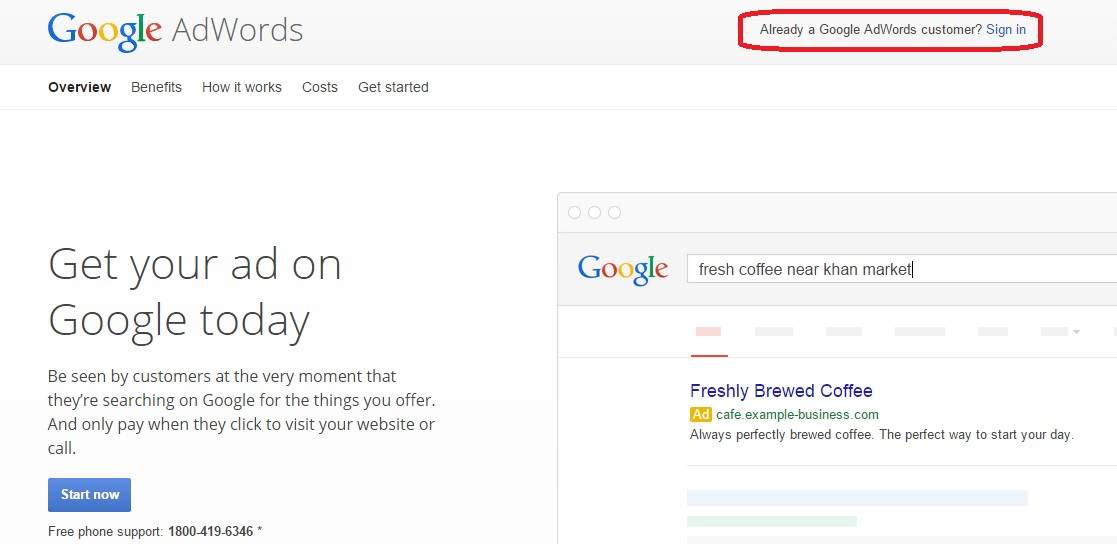 Google AdWords
Already a Google AdWords customer? Sign in
Overview Benefits How it works Costs Get started
Get your ad on
Google today
Be seen by customers at the very moment that
they're searching on Google for the things you offer.
And only pay when they click to visit your website or
call.
Start now
Free phone support: 1800-419-6346 *
Google fresh coffee near khan market
Freshly Brewed Coffee
Ad cafe.example-business.com
Always perfectly brewed coffee. The perfect way to start your day.